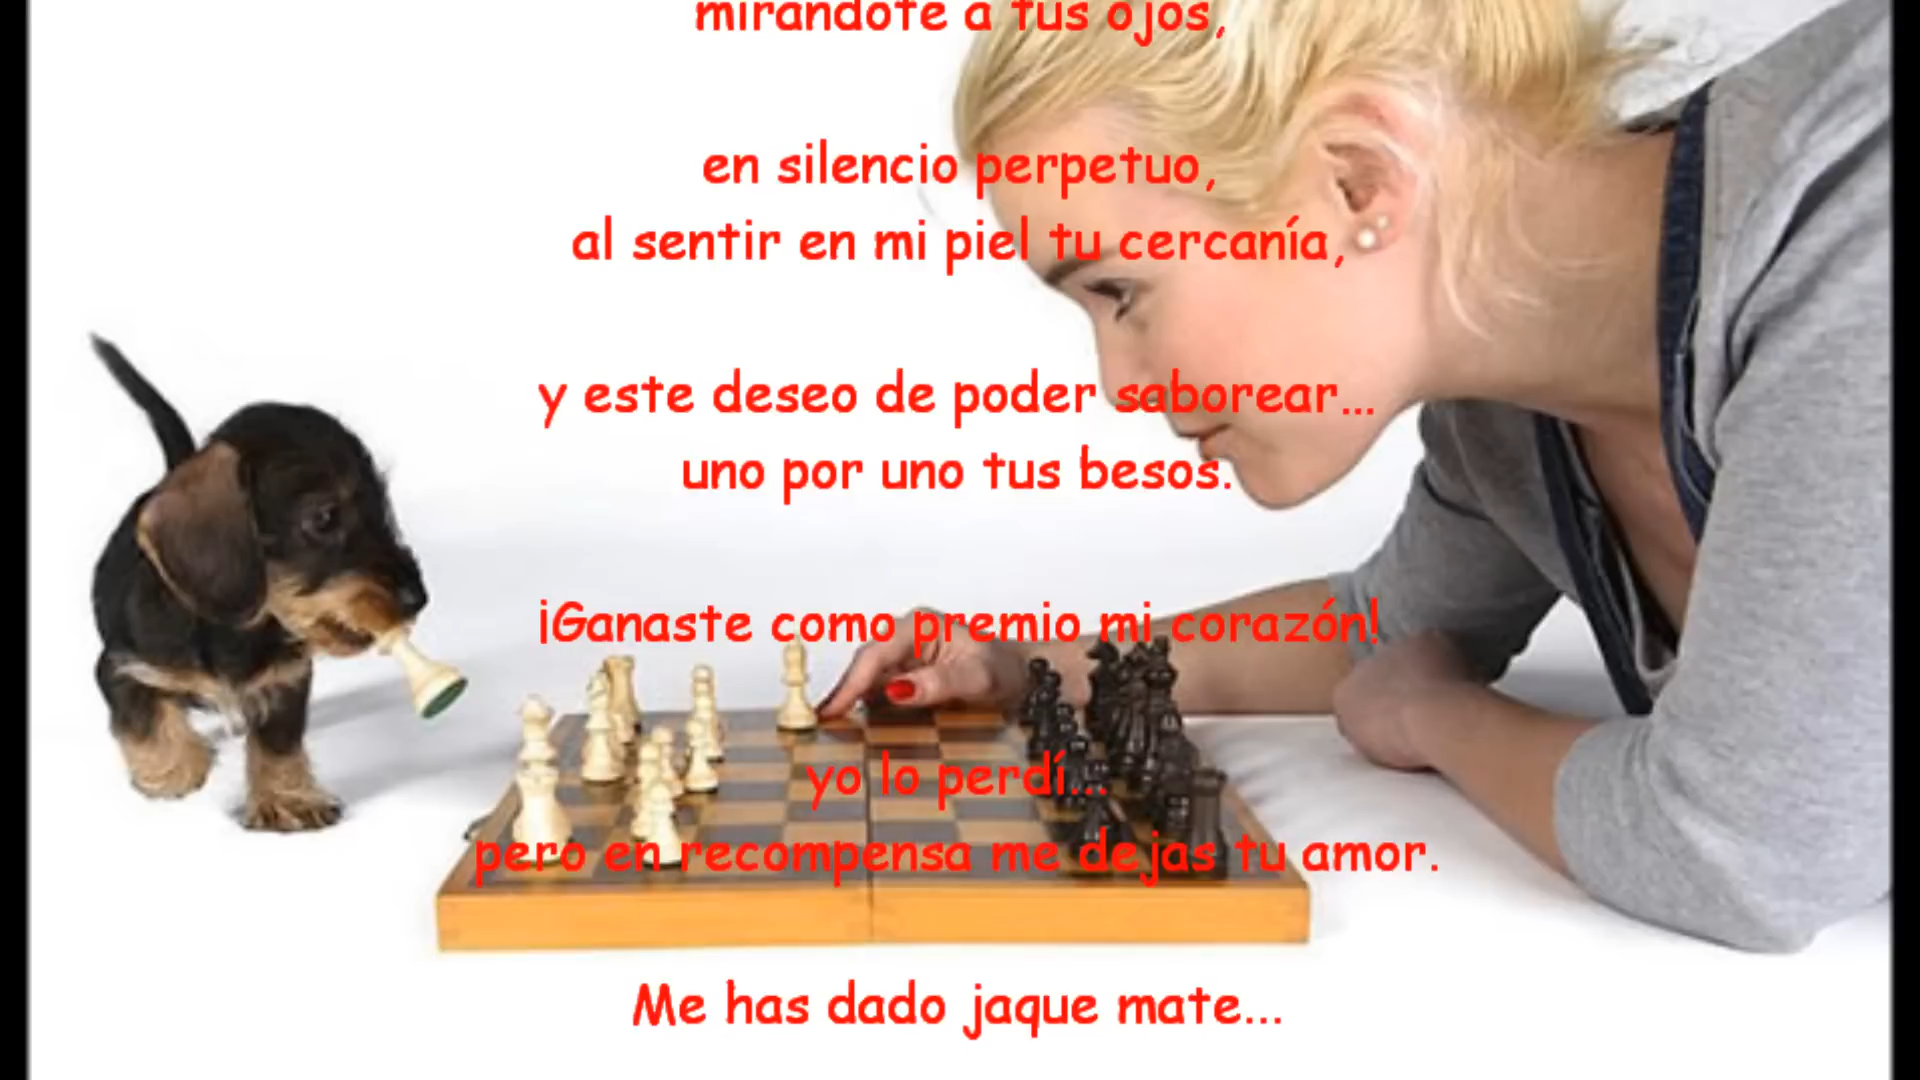 mirándote a tus ojos,
en silencio perpetuo,
al sentir en mi piel tu cercanía,
y este deseo de poder saborear...
uno por uno tus besos.
¡Ganaste como premio mi corazón!
yo lo perdí...
pero en recompensa me dejas tu amor.
Me has dado jaque mate...